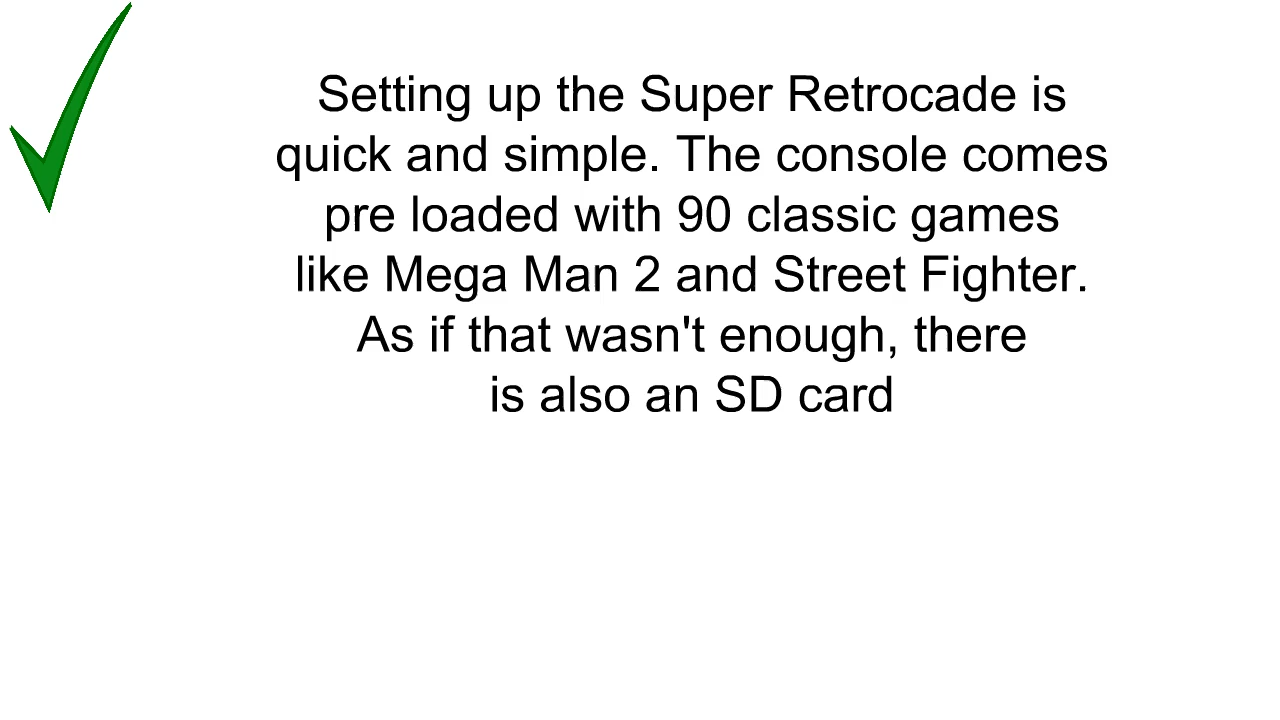 Setting up the Super Retrocade is
quick and simple. The console comes
pre loaded with 90 classic games
like Mega Man 2 and Street Fighter.
As if that wasn't enough, there
is also an SD card